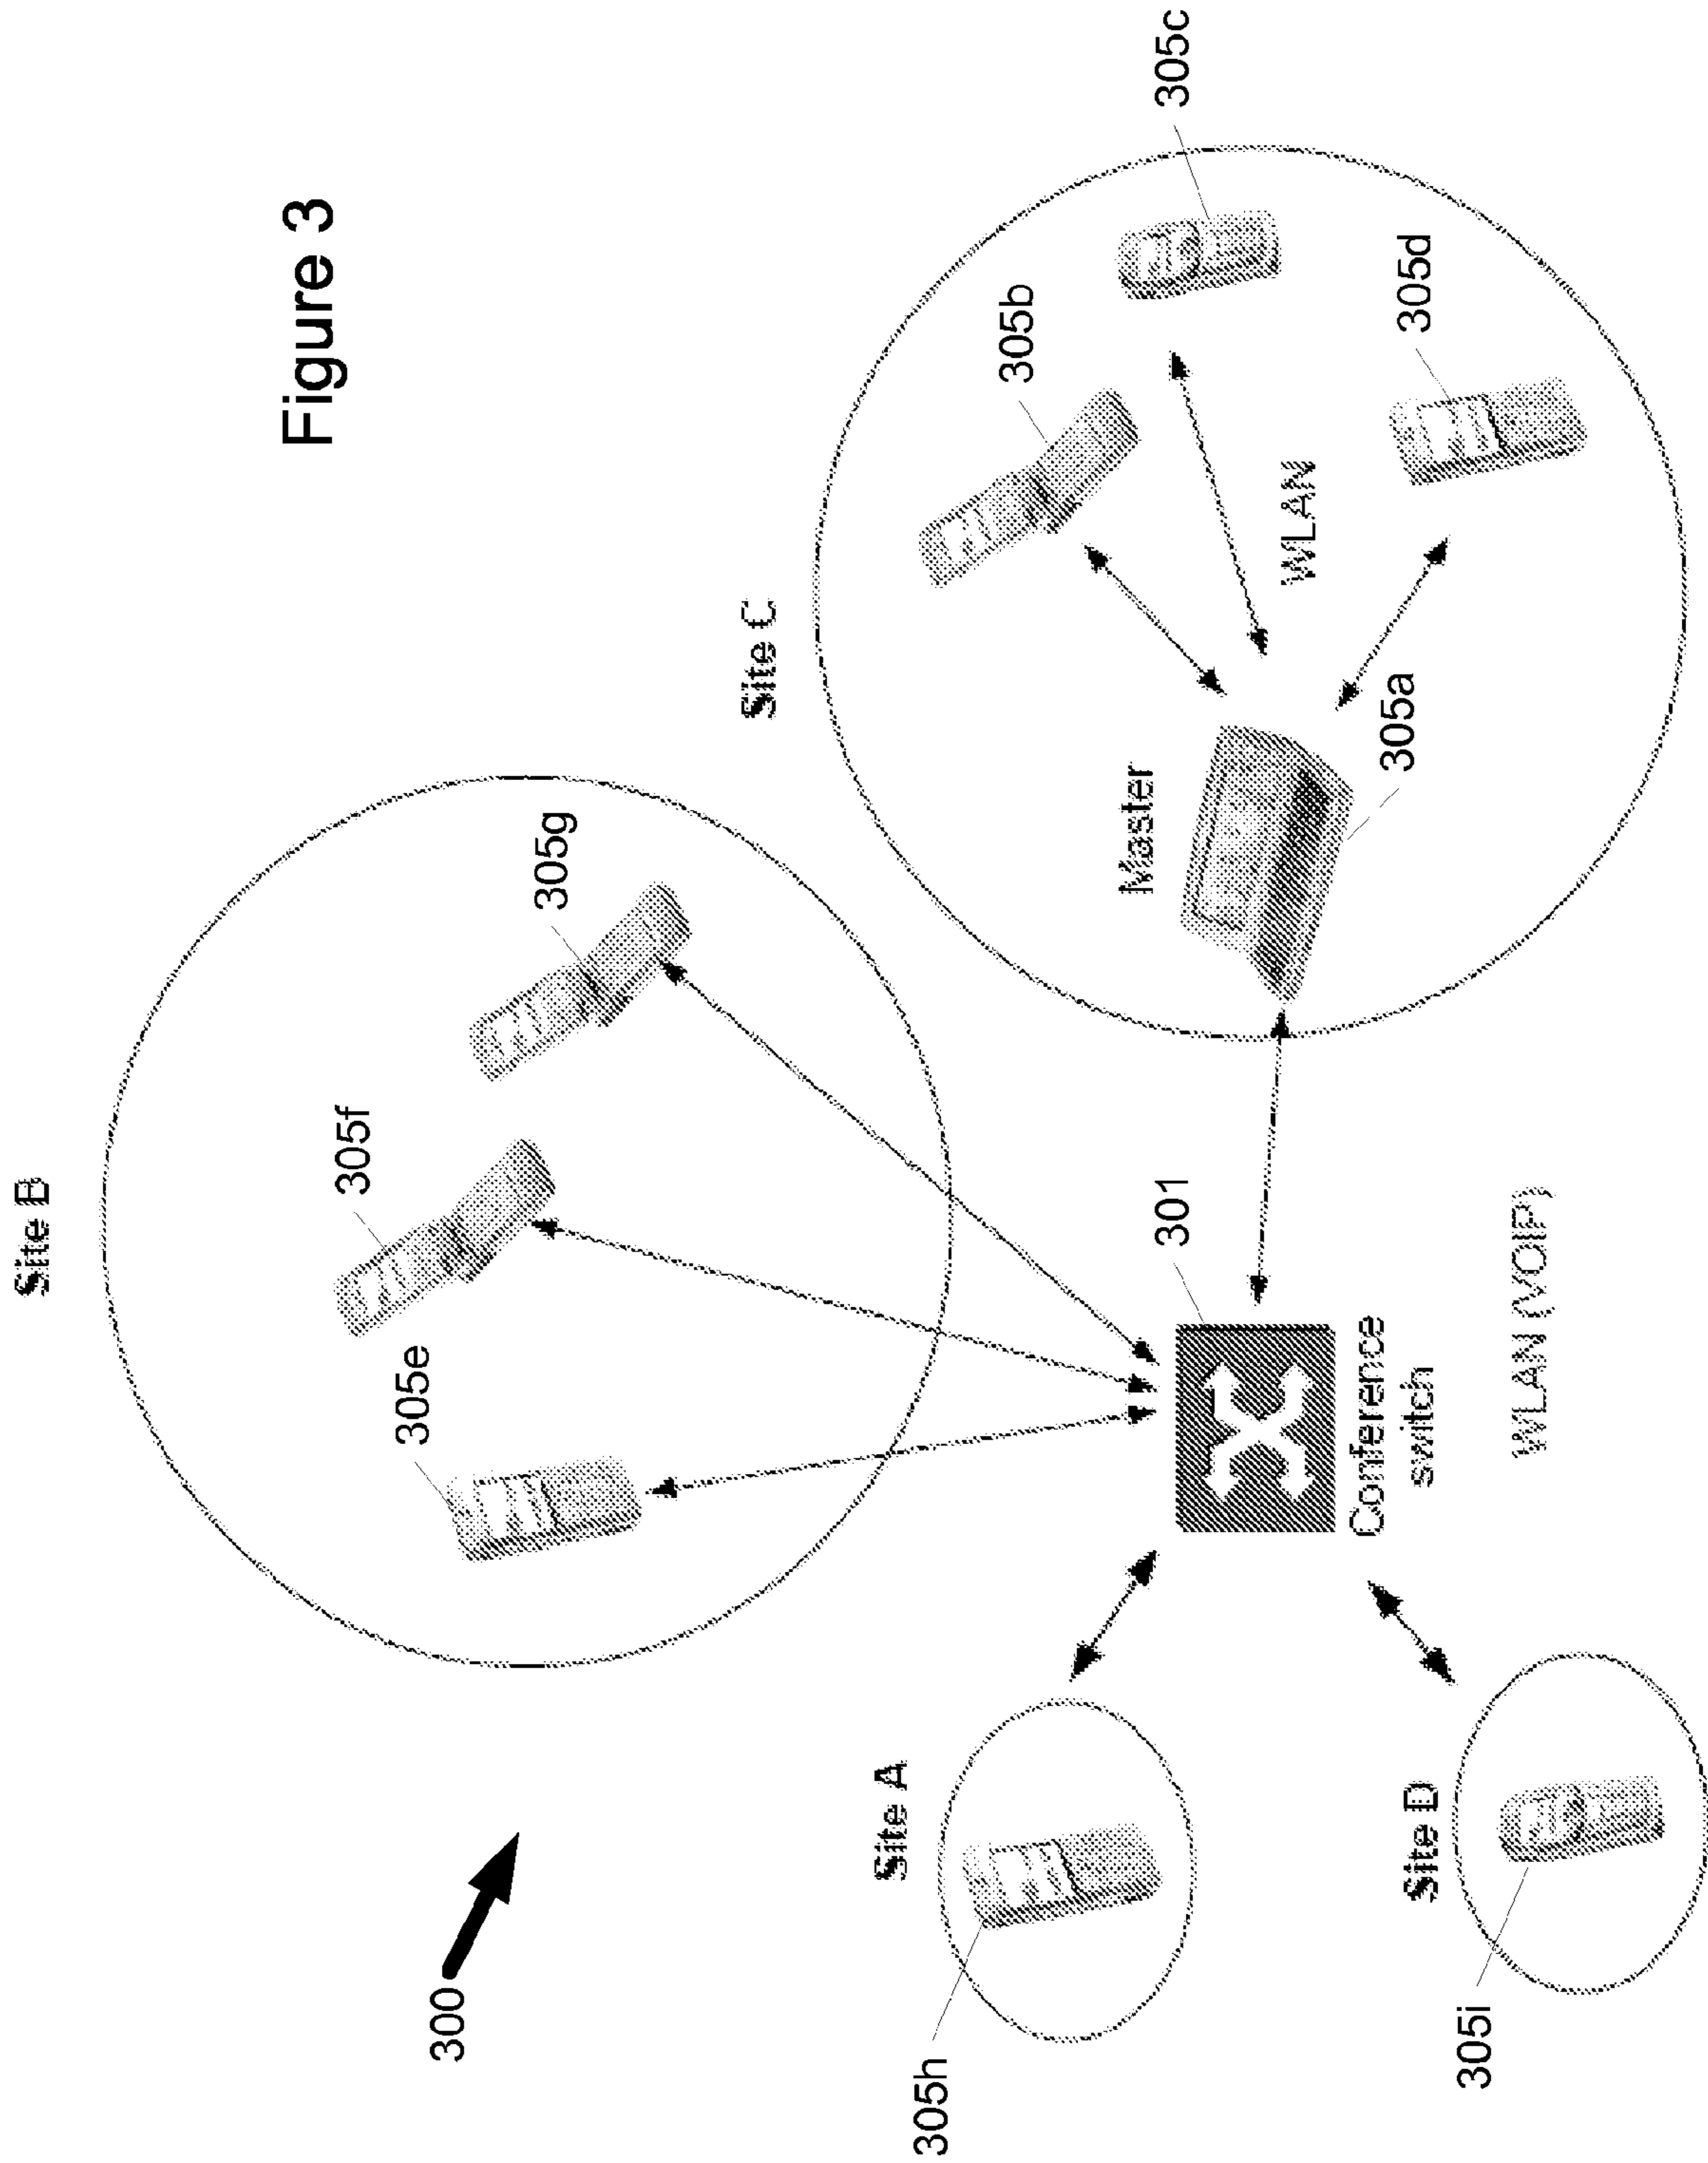 Figure 3
300
Site B
305e
305f
305g
Site A
305h
Site D
305i
301
Conference
switch
WLAN (VOIP)
Site C
Master
305a
WLAN
305b
305c
305d